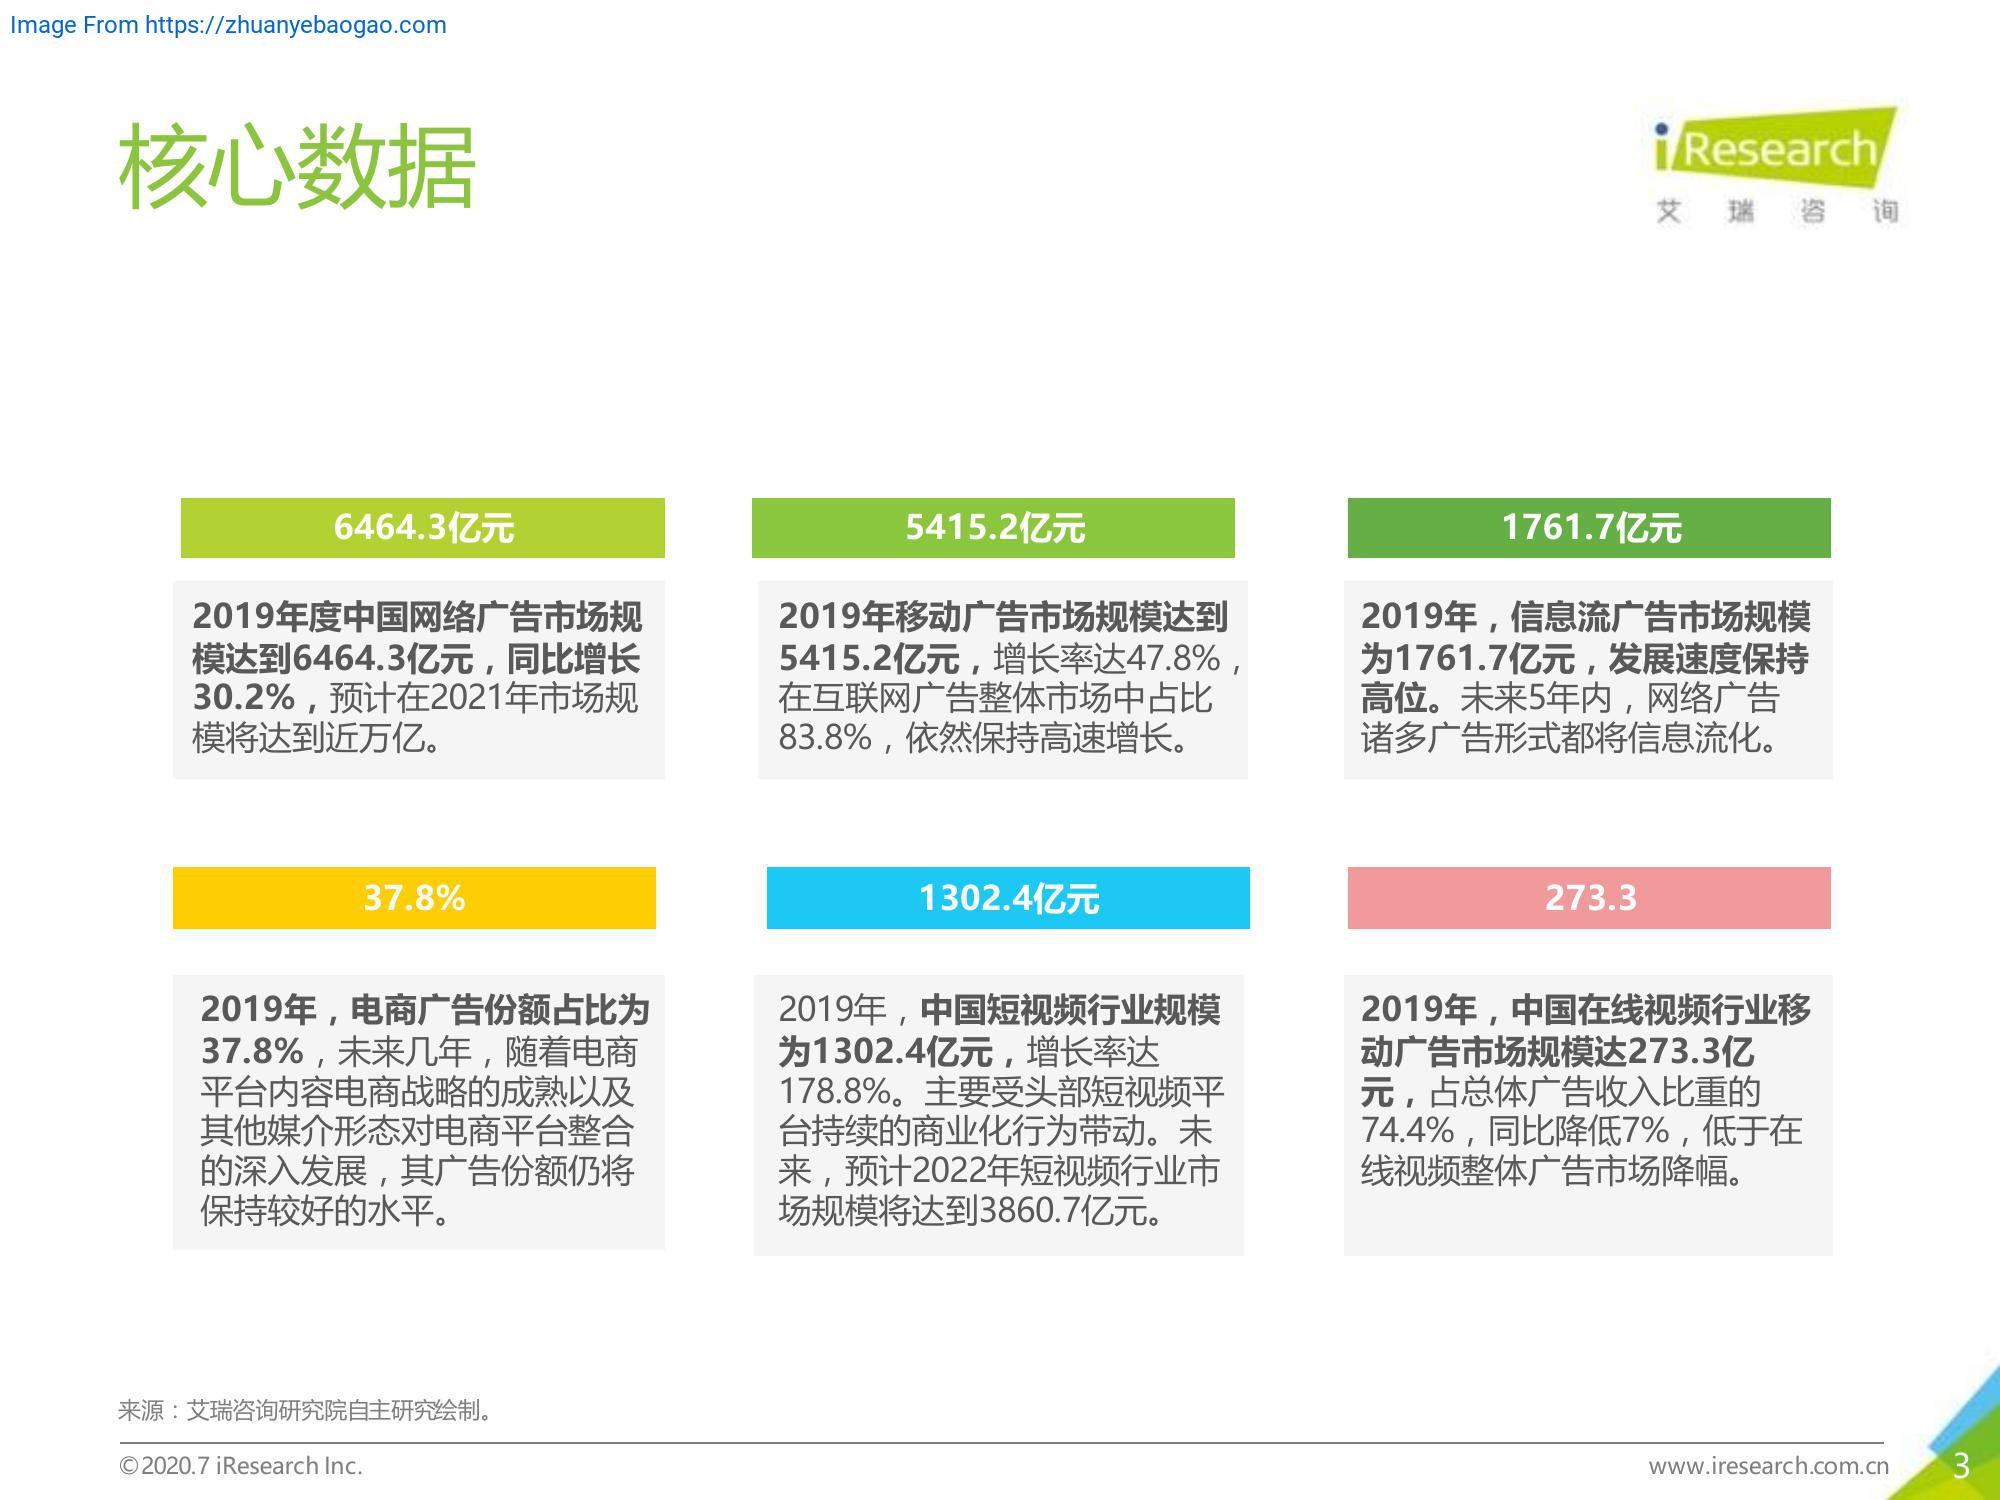 Image From https://zhuanyebaogao.com
核心数据
iResearch
艾瑞咨询
6464.3亿元
2019年度中国网络广告市场规
模达到6464.3亿元，同比增长
30.2%，预计在2021年市场规
模将达到近万亿。
5415.2亿元
2019年移动广告市场规模达到
5415.2亿元，增长率达47.8%，
在互联网广告整体市场中占比
83.8%，依然保持高速增长。
1761.7亿元
2019年，信息流广告市场规模
为1761.7亿元，发展速度保持
高位。未来5年内，网络广告
诸多广告形式都将信息流化。
37.8%
2019年，电商广告份额占比为
37.8%，未来几年，随着电商
平台内容电商战略的成熟以及
其他媒介形态对电商平台整合
的深入发展，其广告份额仍将
保持较好的水平。
1302.4亿元
2019年，中国短视频行业规模
为1302.4亿元，增长率达
178.8%。主要受头部短视频平
台持续的商业化行为带动。未
来，预计2022年短视频行业市
场规模将达到3860.7亿元。
273.3
2019年，中国在线视频行业移
动广告市场规模达273.3亿
元，占总体广告收入比重的
74.4%，同比降低7%，低于在
线视频整体广告市场降幅。
来源：艾瑞咨询研究院自主研究绘制。
©2020.7 iResearch Inc.
www.iresearch.com.cn
3